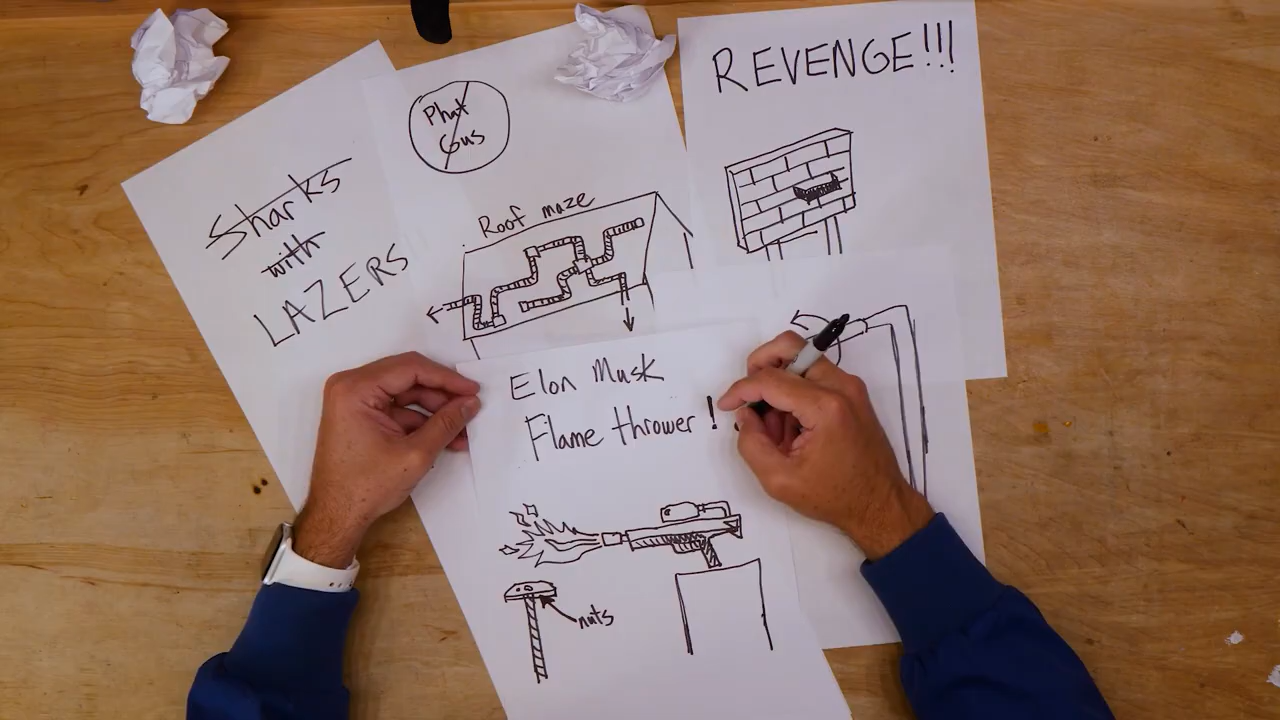 Sharks
with
LAZERS
Phat
Gus
Roof maze
REVENGE!!!
Elon Musk
Flame thrower!
nuts